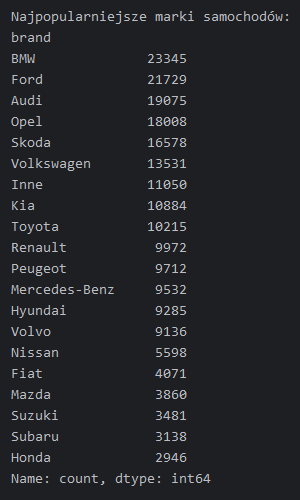 Najpopularniejsze marki samochodów:
brand
BMW 23345
Ford 21729
Audi 19075
Opel 18008
Skoda 16578
Volkswagen 13531
Inne 11050
Kia 10884
Toyota 10215
Renault 9972
Peugeot 9712
Mercedes-Benz 9532
Hyundai 9285
Volvo 9136
Nissan 5598
Fiat 4071
Mazda 3860
Suzuki 3481
Subaru 3138
Honda 2946
Name: count, dtype: int64